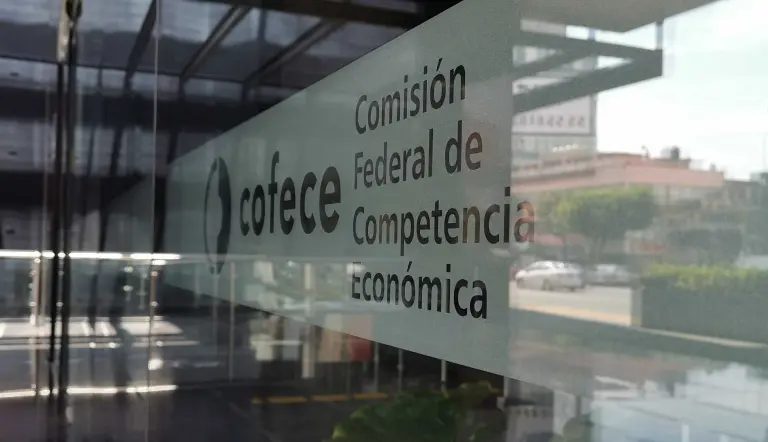 cofece
Comisión
Federal de
Competencia
Económica